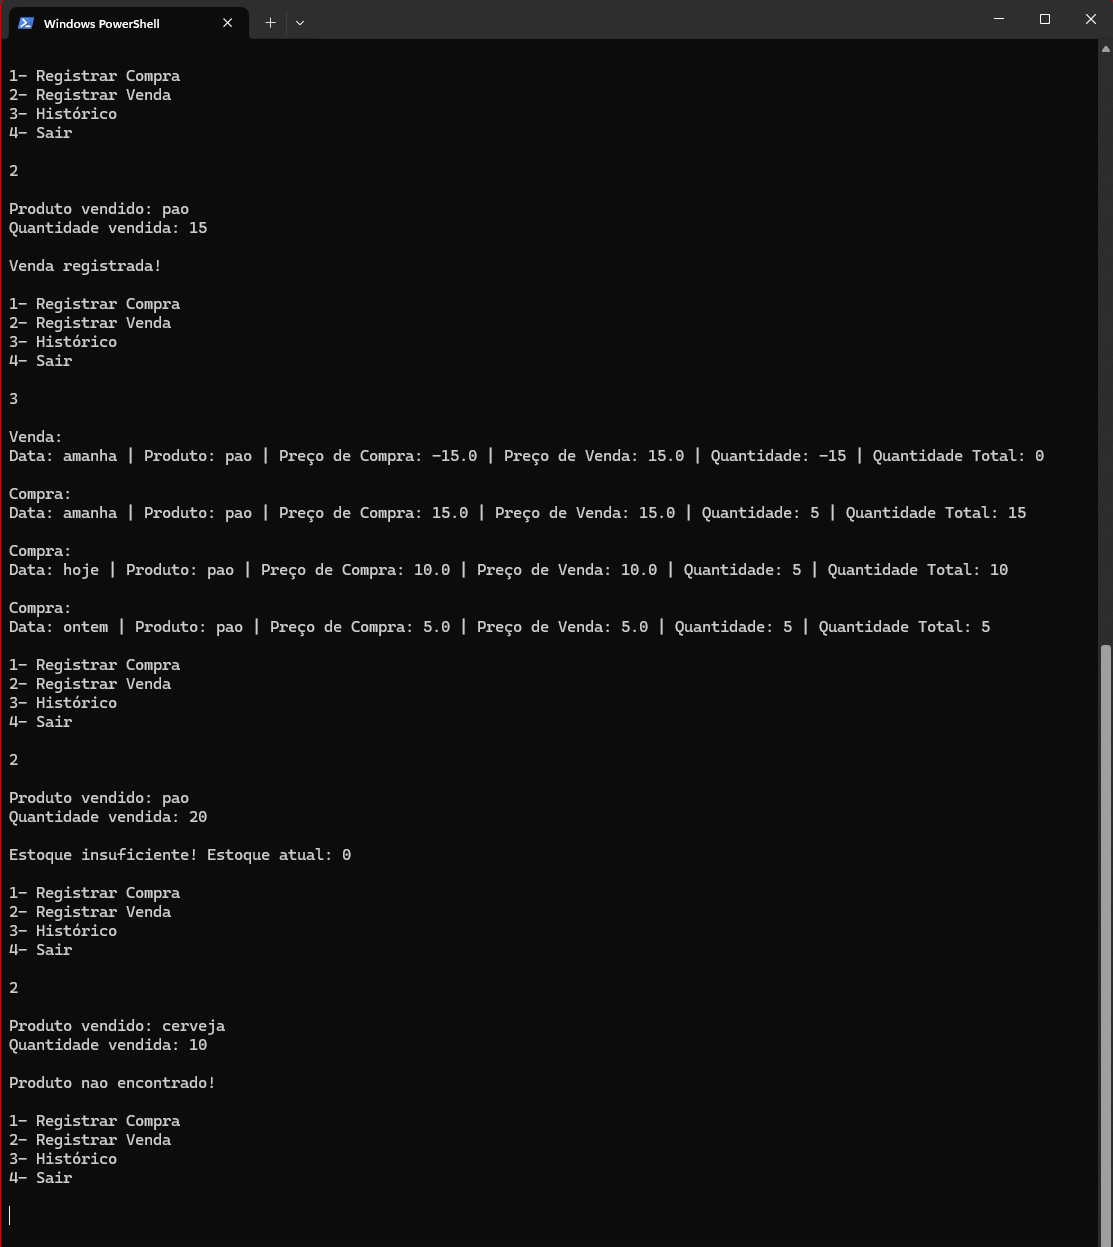 Windows PowerShell
1- Registrar Compra
2- Registrar Venda
3- Histórico
4- Sair
2
Produto vendido: pao
Quantidade vendida: 15
Venda registrada!
1- Registrar Compra
2- Registrar Venda
3- Histórico
4- Sair
3
Venda:
Data: amanha | Produto: pao | Preço de Compra: -15.0 | Preço de Venda: 15.0 | Quantidade: -15 | Quantidade Total: 0
Compra:
Data: amanha | Produto: pao | Preço de Compra: 15.0 | Preço de Venda: 15.0 | Quantidade: 5 | Quantidade Total: 15
Compra:
Data: hoje | Produto: pao | Preço de Compra: 10.0 | Preço de Venda: 10.0 | Quantidade: 5 | Quantidade Total: 10
Compra:
Data: ontem | Produto: pao | Preço de Compra: 5.0 | Preço de Venda: 5.0 | Quantidade: 5 | Quantidade Total: 5
1- Registrar Compra
2- Registrar Venda
3- Histórico
4- Sair
2
Produto vendido: pao
Quantidade vendida: 20
Estoque insuficiente! Estoque atual: 0
1- Registrar Compra
2- Registrar Venda
3- Histórico
4- Sair
2
Produto vendido: cerveja
Quantidade vendida: 10
Produto nao encontrado!
1- Registrar Compra
2- Registrar Venda
3- Histórico
4- Sair